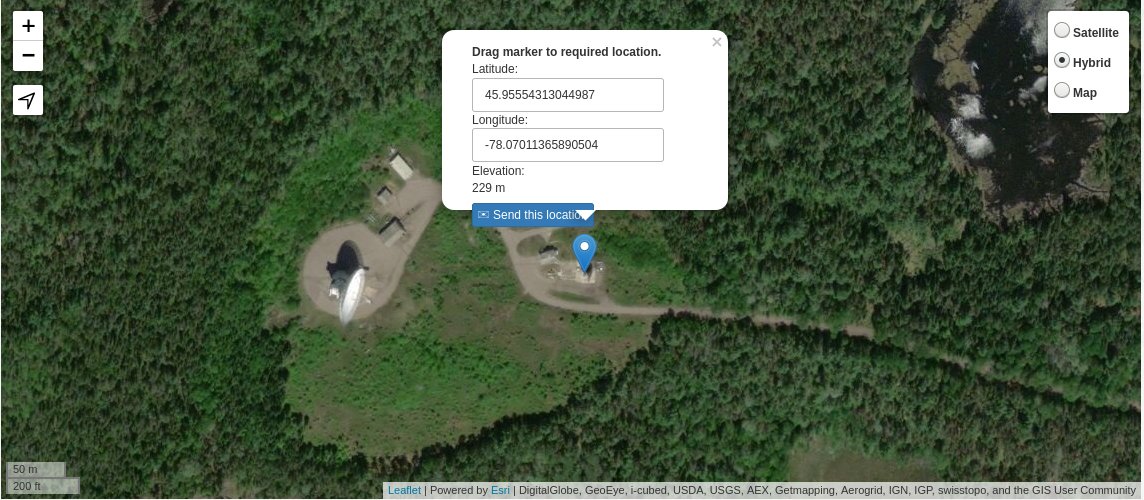 +
−
Drag marker to required location.
×
Latitude:
45.95554313044987
Longitude:
-78.07011365890504
Elevation:
229 m
Send this location
Satellite
Hybrid
Map
50 m
200 ft
Leaflet | Powered by Esri | DigitalGlobe, GeoEye, i-cubed, USDA, USGS, AEX, Getmapping, Aerogrid, IGN, IGP, swisstopo, and the GIS User Community